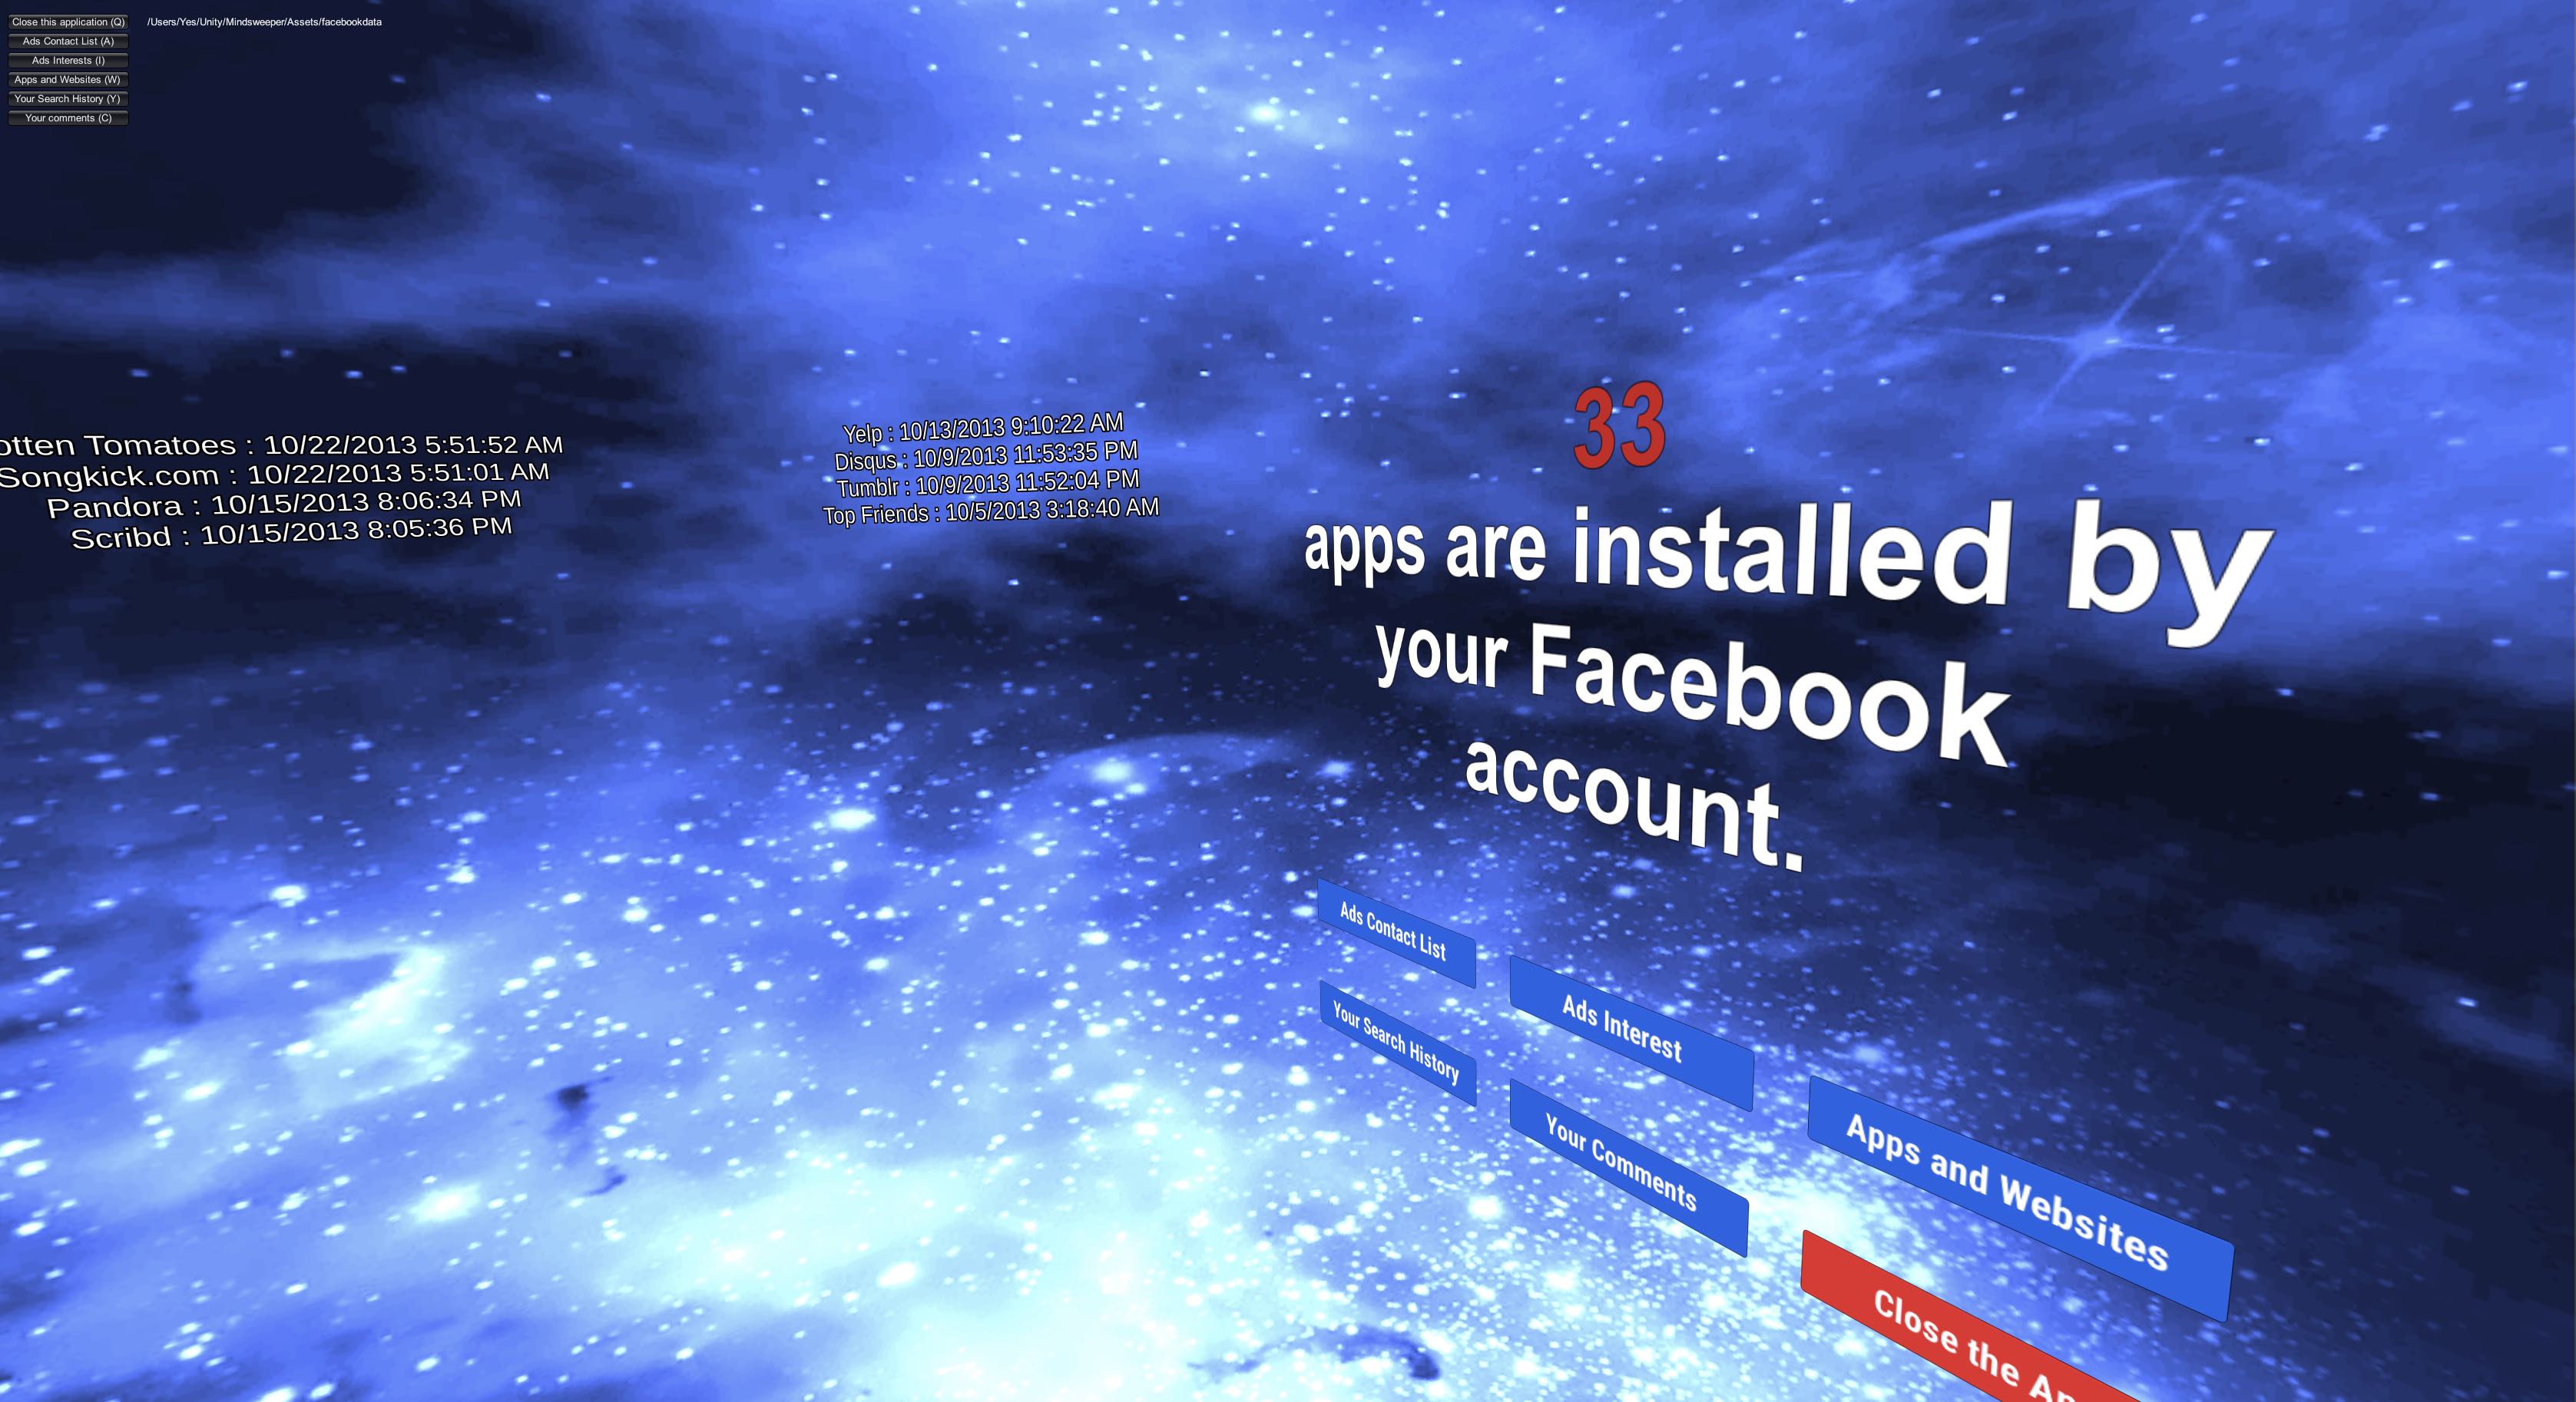 Close this application (Q)
/Users/Yes/Unity/Mindsweeper/Assets/facebookdata
Ads Contact List (A)
Ads Interests (I)
Apps and Websites (W)
Your Search History (Y)
Your comments (C)
otten Tomatoes : 10/22/2013 5:51:52 AM
Songkick.com : 10/22/2013 5:51:01 AM
Pandora : 10/15/2013 8:06:34 PM
Scribd : 10/15/2013 8:05:36 PM
Yelp : 10/13/2013 9:10:22 AM
Disqus : 10/9/2013 11:53:35 PM
Tumblr : 10/9/2013 11:52:04 PM
Top Friends : 10/5/2013 3:18:40 AM
33
apps are installed by
your Facebook
account.
Ads Contact List
Ads Interest
Apps and Websites
Your Search History
Your Comments
Close the Ap